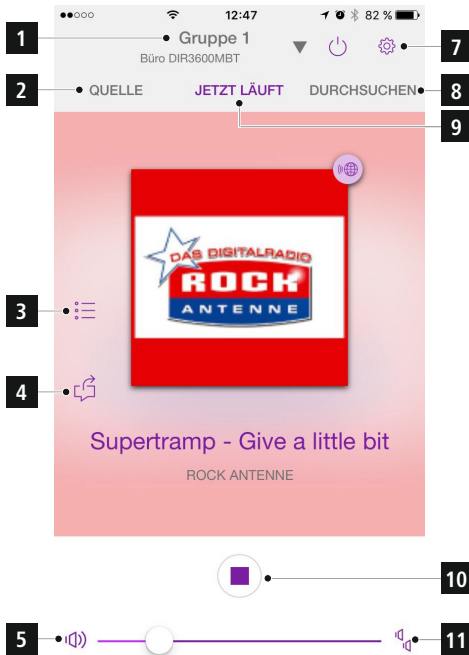 12:47 82 %
1 Gruppe 1 7
Büro DIR3600MBT
2 QUELLE JETZT LÄUFT DURCHSUCHEN 8
9
DAS DIGITALRADIO
ROCK
ANTENNE
3
4
Supertramp - Give a little bit
ROCK ANTENNE
10
5 11